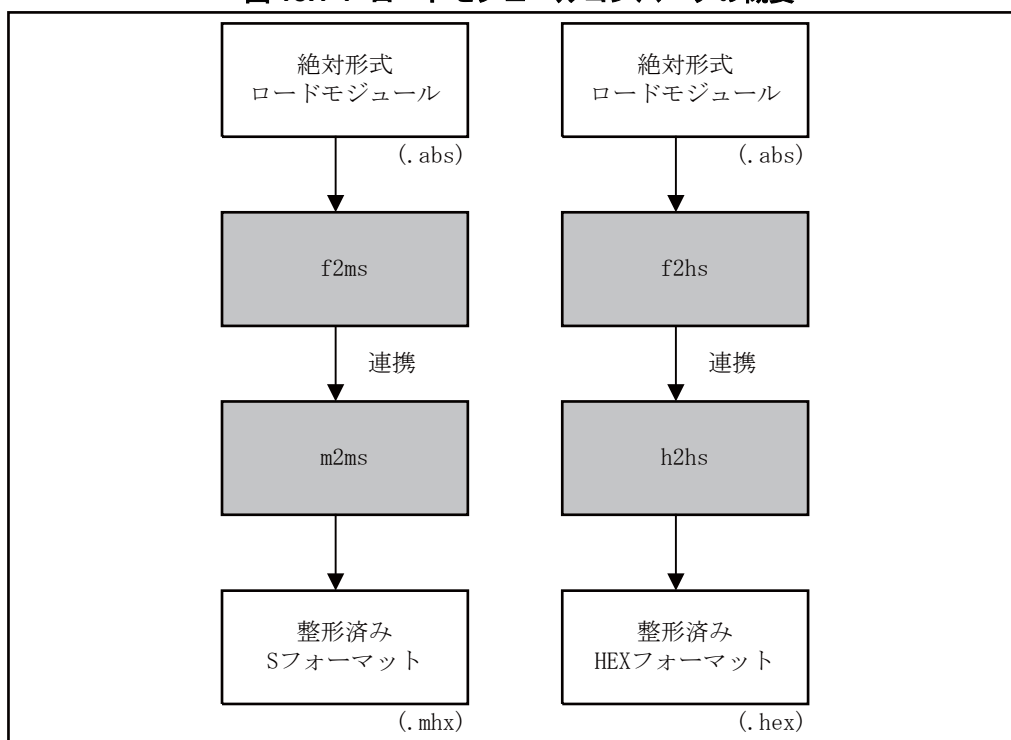 絶対形式
ロードモジュール
(.abs)
f2ms
連携
m2ms
整形済み
Sフォーマット
(.mhx)
絶対形式
ロードモジュール
(.abs)
f2hs
連携
h2hs
整形済み
HEXフォーマット
(.hex)